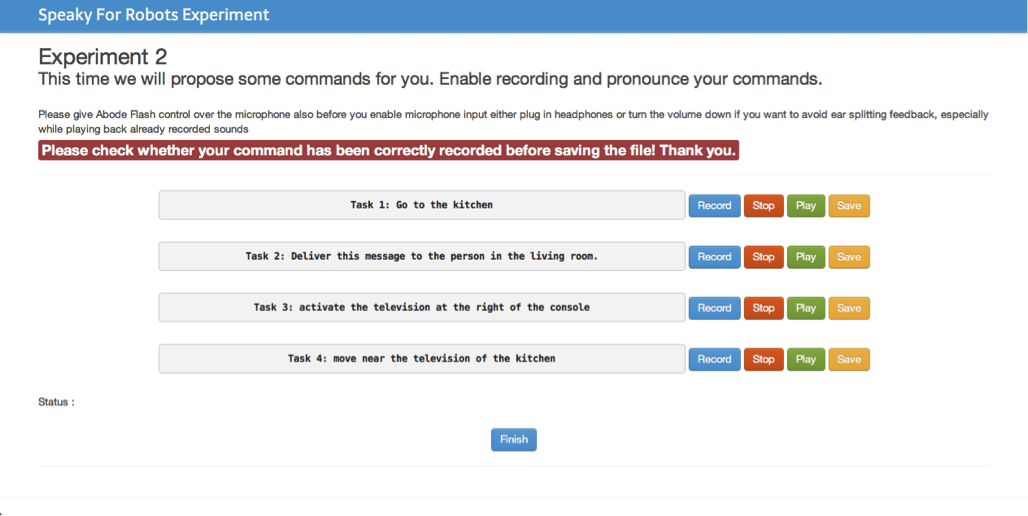 Speaky For Robots Experiment
Experiment 2
This time we will propose some commands for you. Enable recording and pronounce your commands.
Please give Abode Flash control over the microphone also before you enable microphone input either plug in headphones or turn the volume down if you want to avoid ear splitting feedback, especially
while playing back already recorded sounds
Please check whether your command has been correctly recorded before saving the file! Thank you.
Task 1: Go to the kitchen Record Stop Play Save
Task 2: Deliver this message to the person in the living room. Record Stop Play Save
Task 3: activate the television at the right of the console Record Stop Play Save
Task 4: move near the television of the kitchen Record Stop Play Save
Status :
Finish